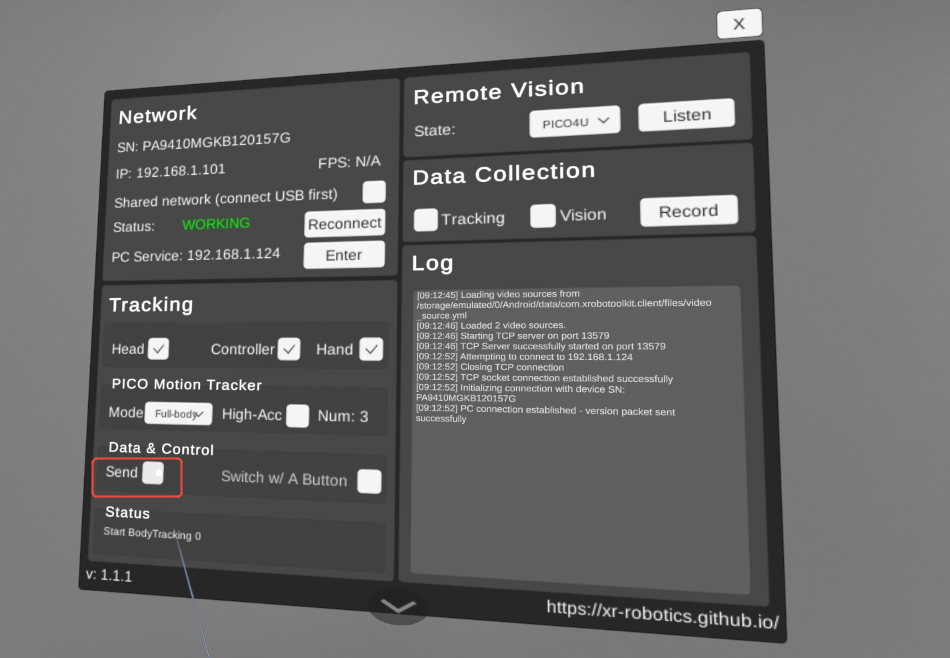 X
Network
SN: PA9410MGKB120157G
IP: 192.168.1.101 FPS: N/A
Shared network (connect USB first)
Status: WORKING Reconnect
PC Service: 192.168.1.124 Enter
Tracking
Head Controller Hand
PICO Motion Tracker
Mode Full-body High-Acc Num: 3
Data & Control
Send Switch w/ A Button
Status
Start BodyTracking 0
v: 1.1.1
Remote Vision
State: PICO4U Listen
Data Collection
Tracking Vision Record
Log
[09:12:45] Loading video sources from
/storage/emulated/0/Android/data/com.xrobotoolkit.client/files/video
_source.yml
[09:12:46] Loaded 2 video sources.
[09:12:46] Starting TCP server on port 13579
[09:12:46] TCP Server successfully started on port 13579
[09:12:52] Attempting to connect to 192.168.1.124
[09:12:52] Closing TCP connection
[09:12:52] TCP socket connection established successfully
[09:12:52] Initializing connection with device SN:
PA9410MGKB120157G
[09:12:52] PC connection established - version packet sent
successfully
https://xr-robotics.github.io/